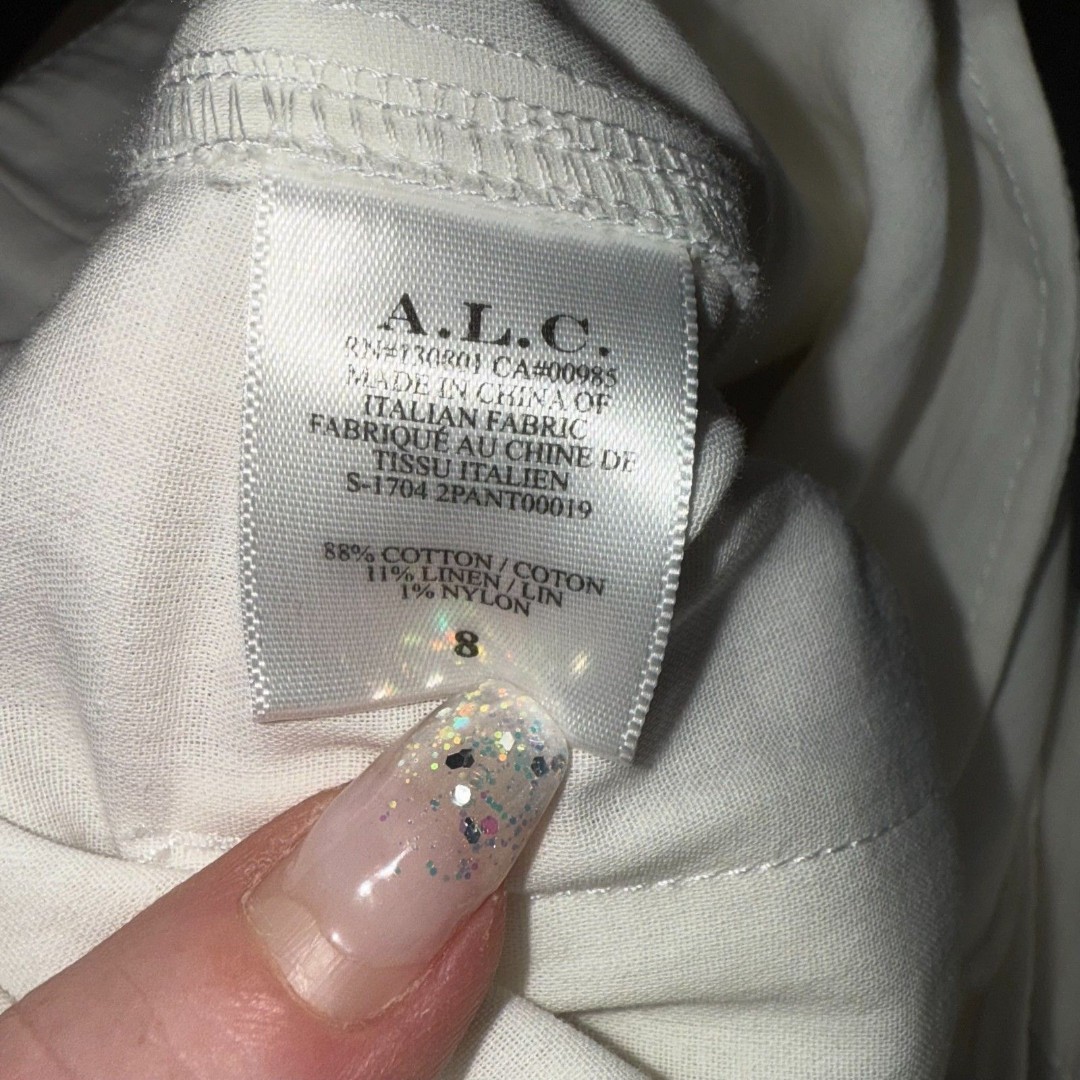 A.L.C.
RN#130801 CA#00985
MADE IN CHINA OF
ITALIAN FABRIC
FABRIQUÉ AU CHINE DE
TISSU ITALIEN
S-1704 2PANT00019
88% COTTON / COTON
11% LINEN / LIN
1% NYLON
8